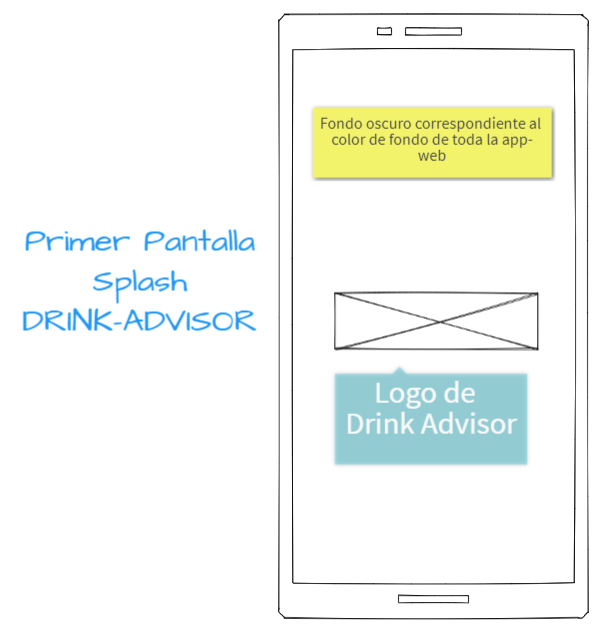 Primer Pantalla
Splash
DRINK-ADVISOR
Fondo oscuro correspondiente al
color de fondo de toda la app-
web
Logo de
Drink Advisor